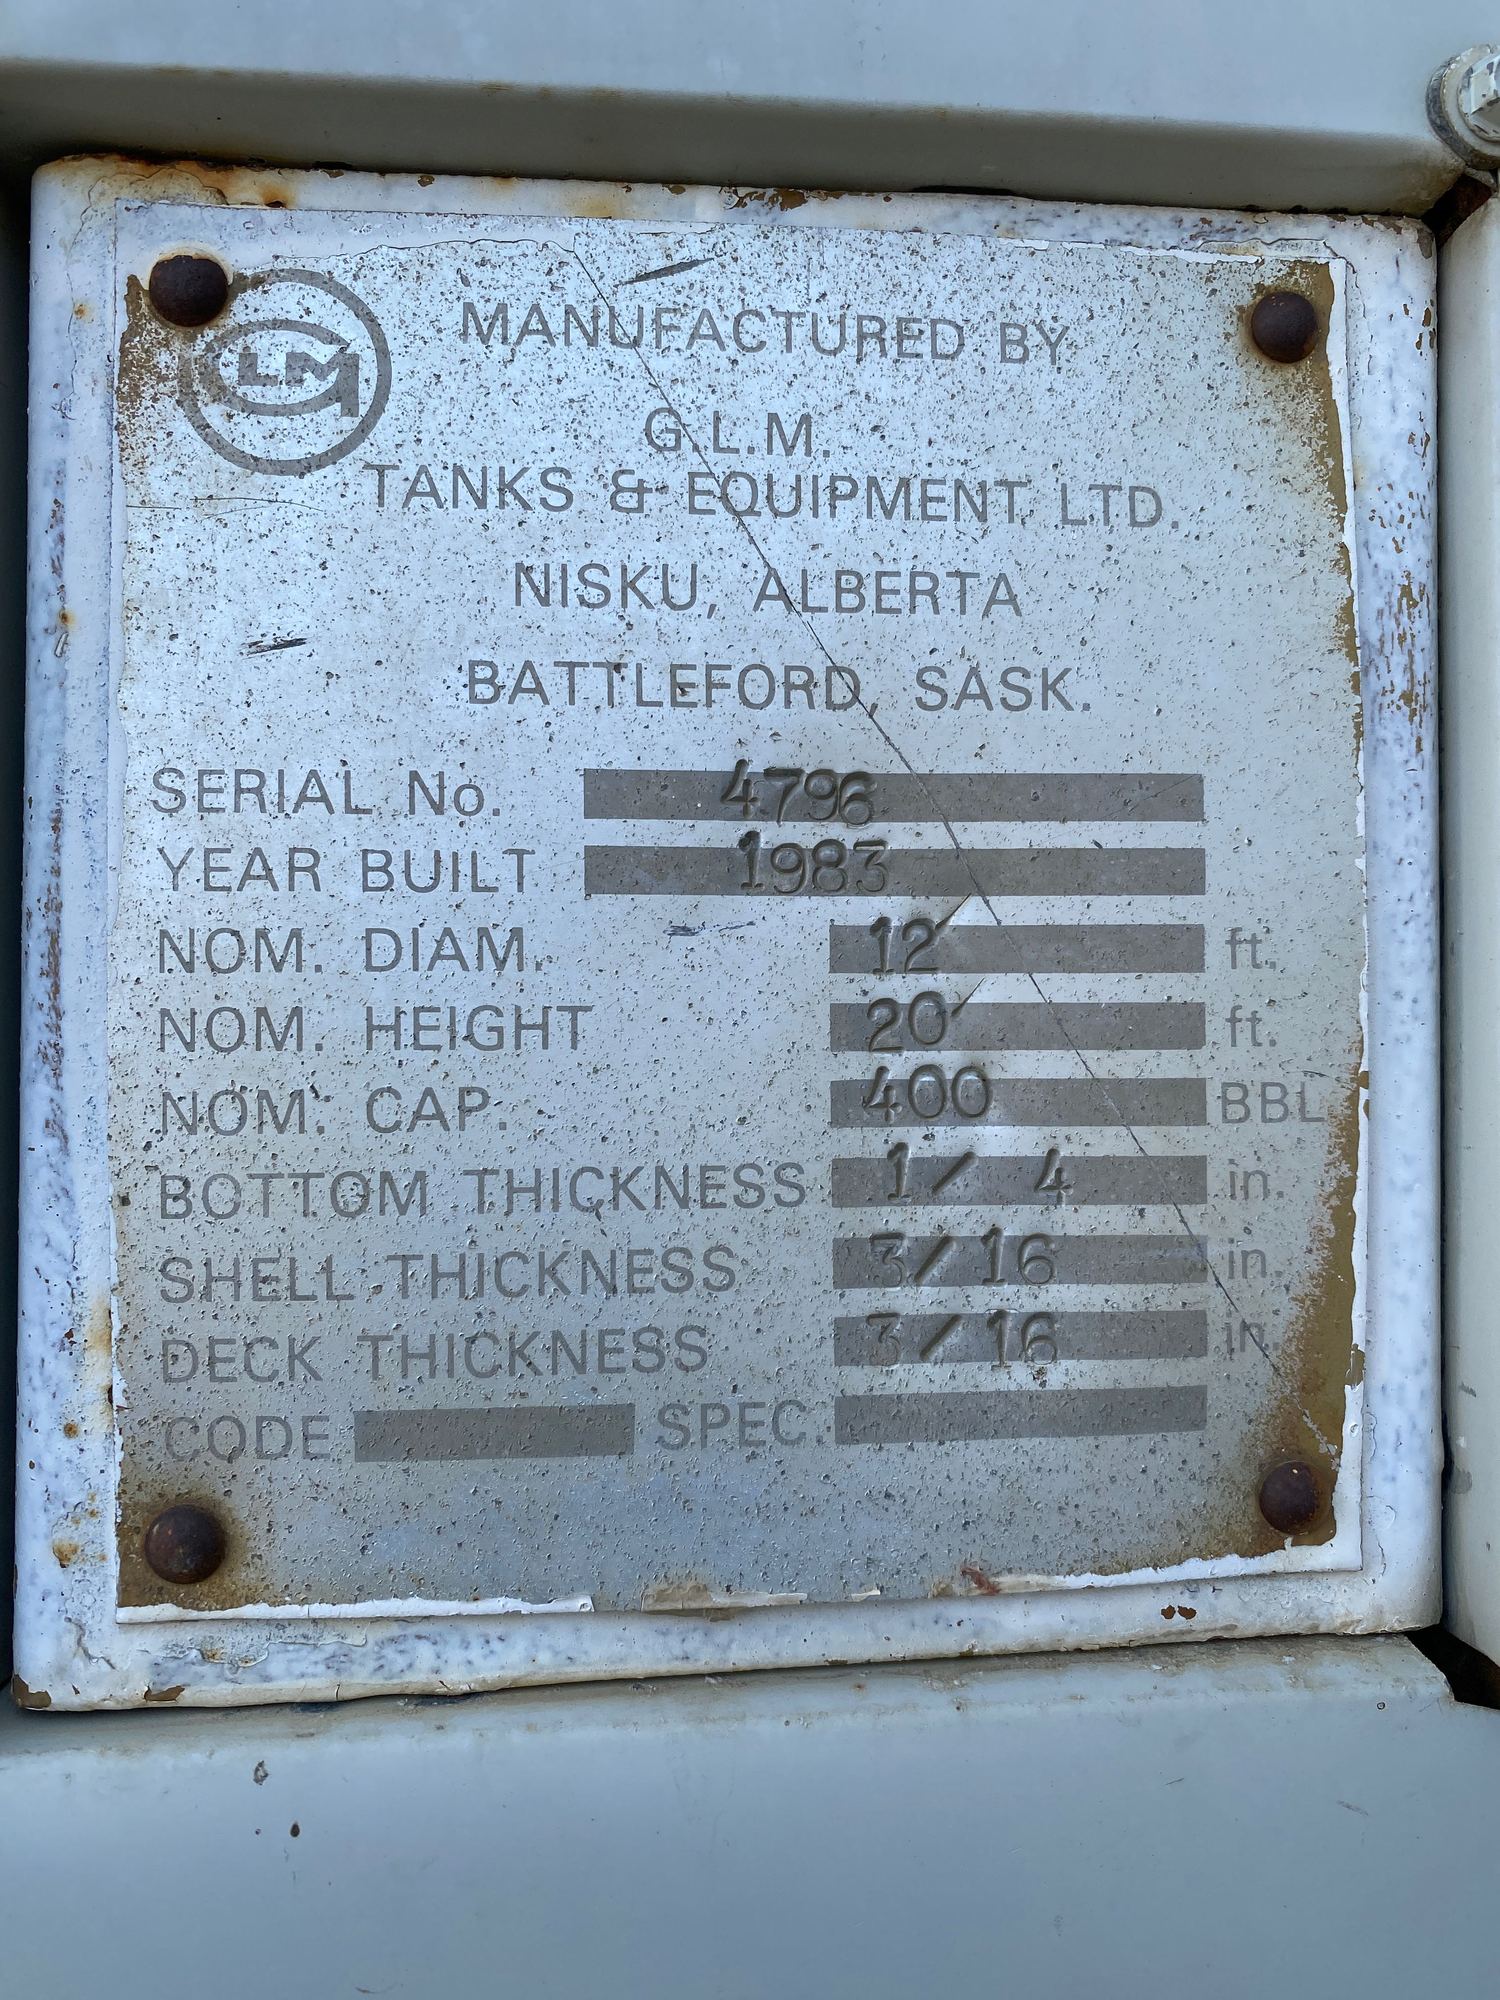 GLM
MANUFACTURED BY
G.L.M.
TANKS & EQUIPMENT LTD.
NISKU, ALBERTA
BATTLEFORD, SASK.
SERIAL No. 4796
YEAR BUILT 1983
NOM. DIAM. 12' ft.
NOM. HEIGHT 20' ft.
NOM. CAP. 400 BBL
BOTTOM THICKNESS 1/ 4 in.
SHELL THICKNESS 3/16 in.
DECK THICKNESS 3/16 in.
CODE SPEC.